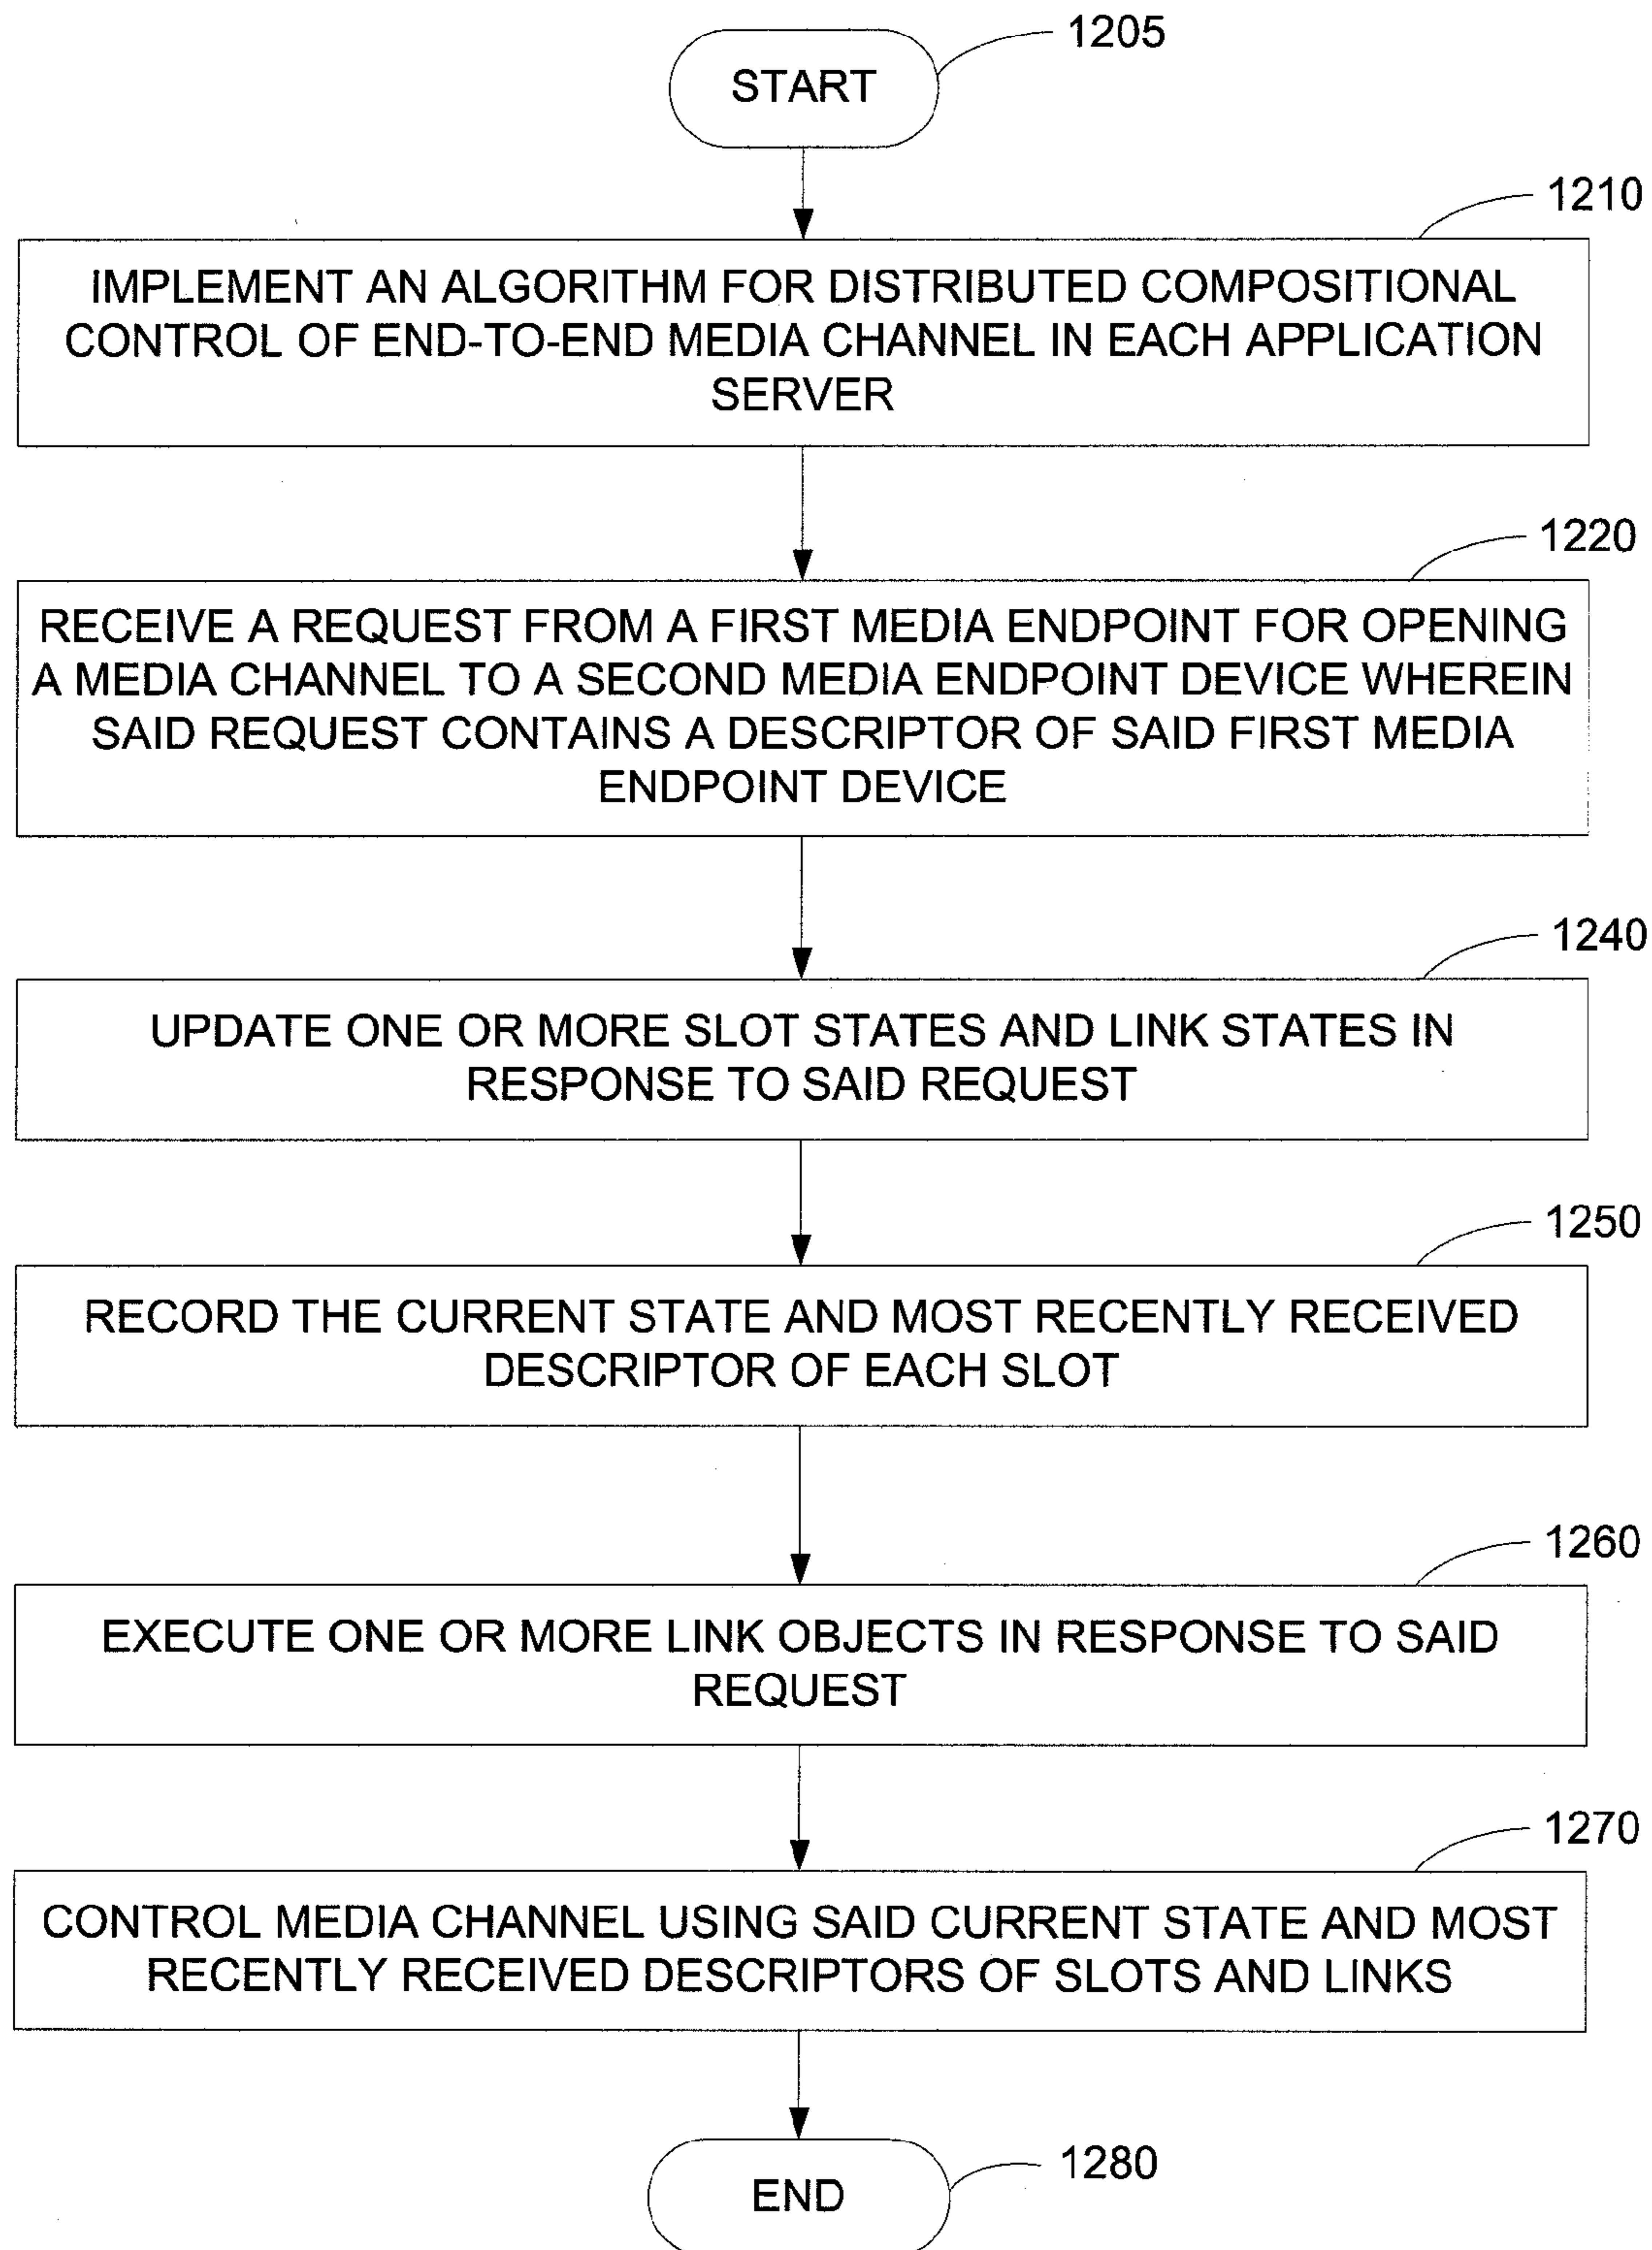 1205
START
1210
IMPLEMENT AN ALGORITHM FOR DISTRIBUTED COMPOSITIONAL
CONTROL OF END-TO-END MEDIA CHANNEL IN EACH APPLICATION
SERVER
1220
RECEIVE A REQUEST FROM A FIRST MEDIA ENDPOINT FOR OPENING
A MEDIA CHANNEL TO A SECOND MEDIA ENDPOINT DEVICE WHEREIN
SAID REQUEST CONTAINS A DESCRIPTOR OF SAID FIRST MEDIA
ENDPOINT DEVICE
1240
UPDATE ONE OR MORE SLOT STATES AND LINK STATES IN
RESPONSE TO SAID REQUEST
1250
RECORD THE CURRENT STATE AND MOST RECENTLY RECEIVED
DESCRIPTOR OF EACH SLOT
1260
EXECUTE ONE OR MORE LINK OBJECTS IN RESPONSE TO SAID
REQUEST
1270
CONTROL MEDIA CHANNEL USING SAID CURRENT STATE AND MOST
RECENTLY RECEIVED DESCRIPTORS OF SLOTS AND LINKS
1280
END